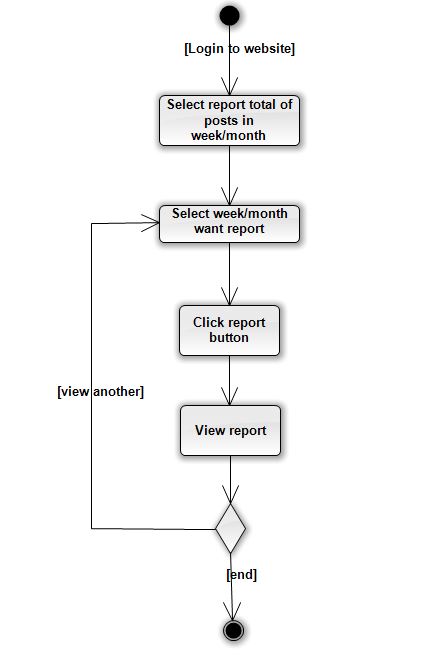 [Login to website]
Select report total of
posts in
week/month
Select week/month
want report
Click report
button
[view another]
View report
[end]